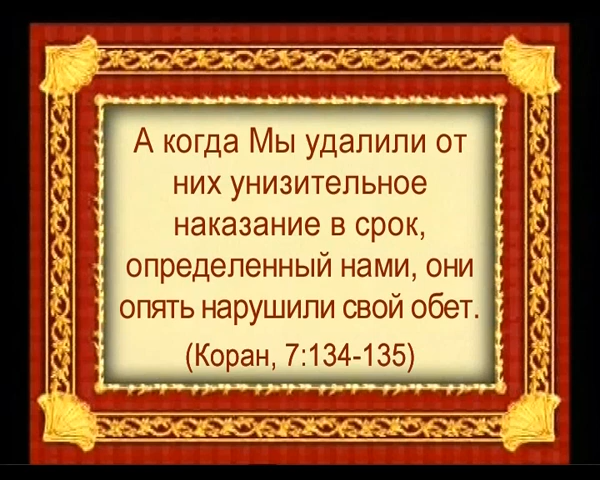 А когда Мы удалили от
них унизительное
наказание в срок,
определенный нами, они
опять нарушили свой обет.
(Коран, 7:134-135)